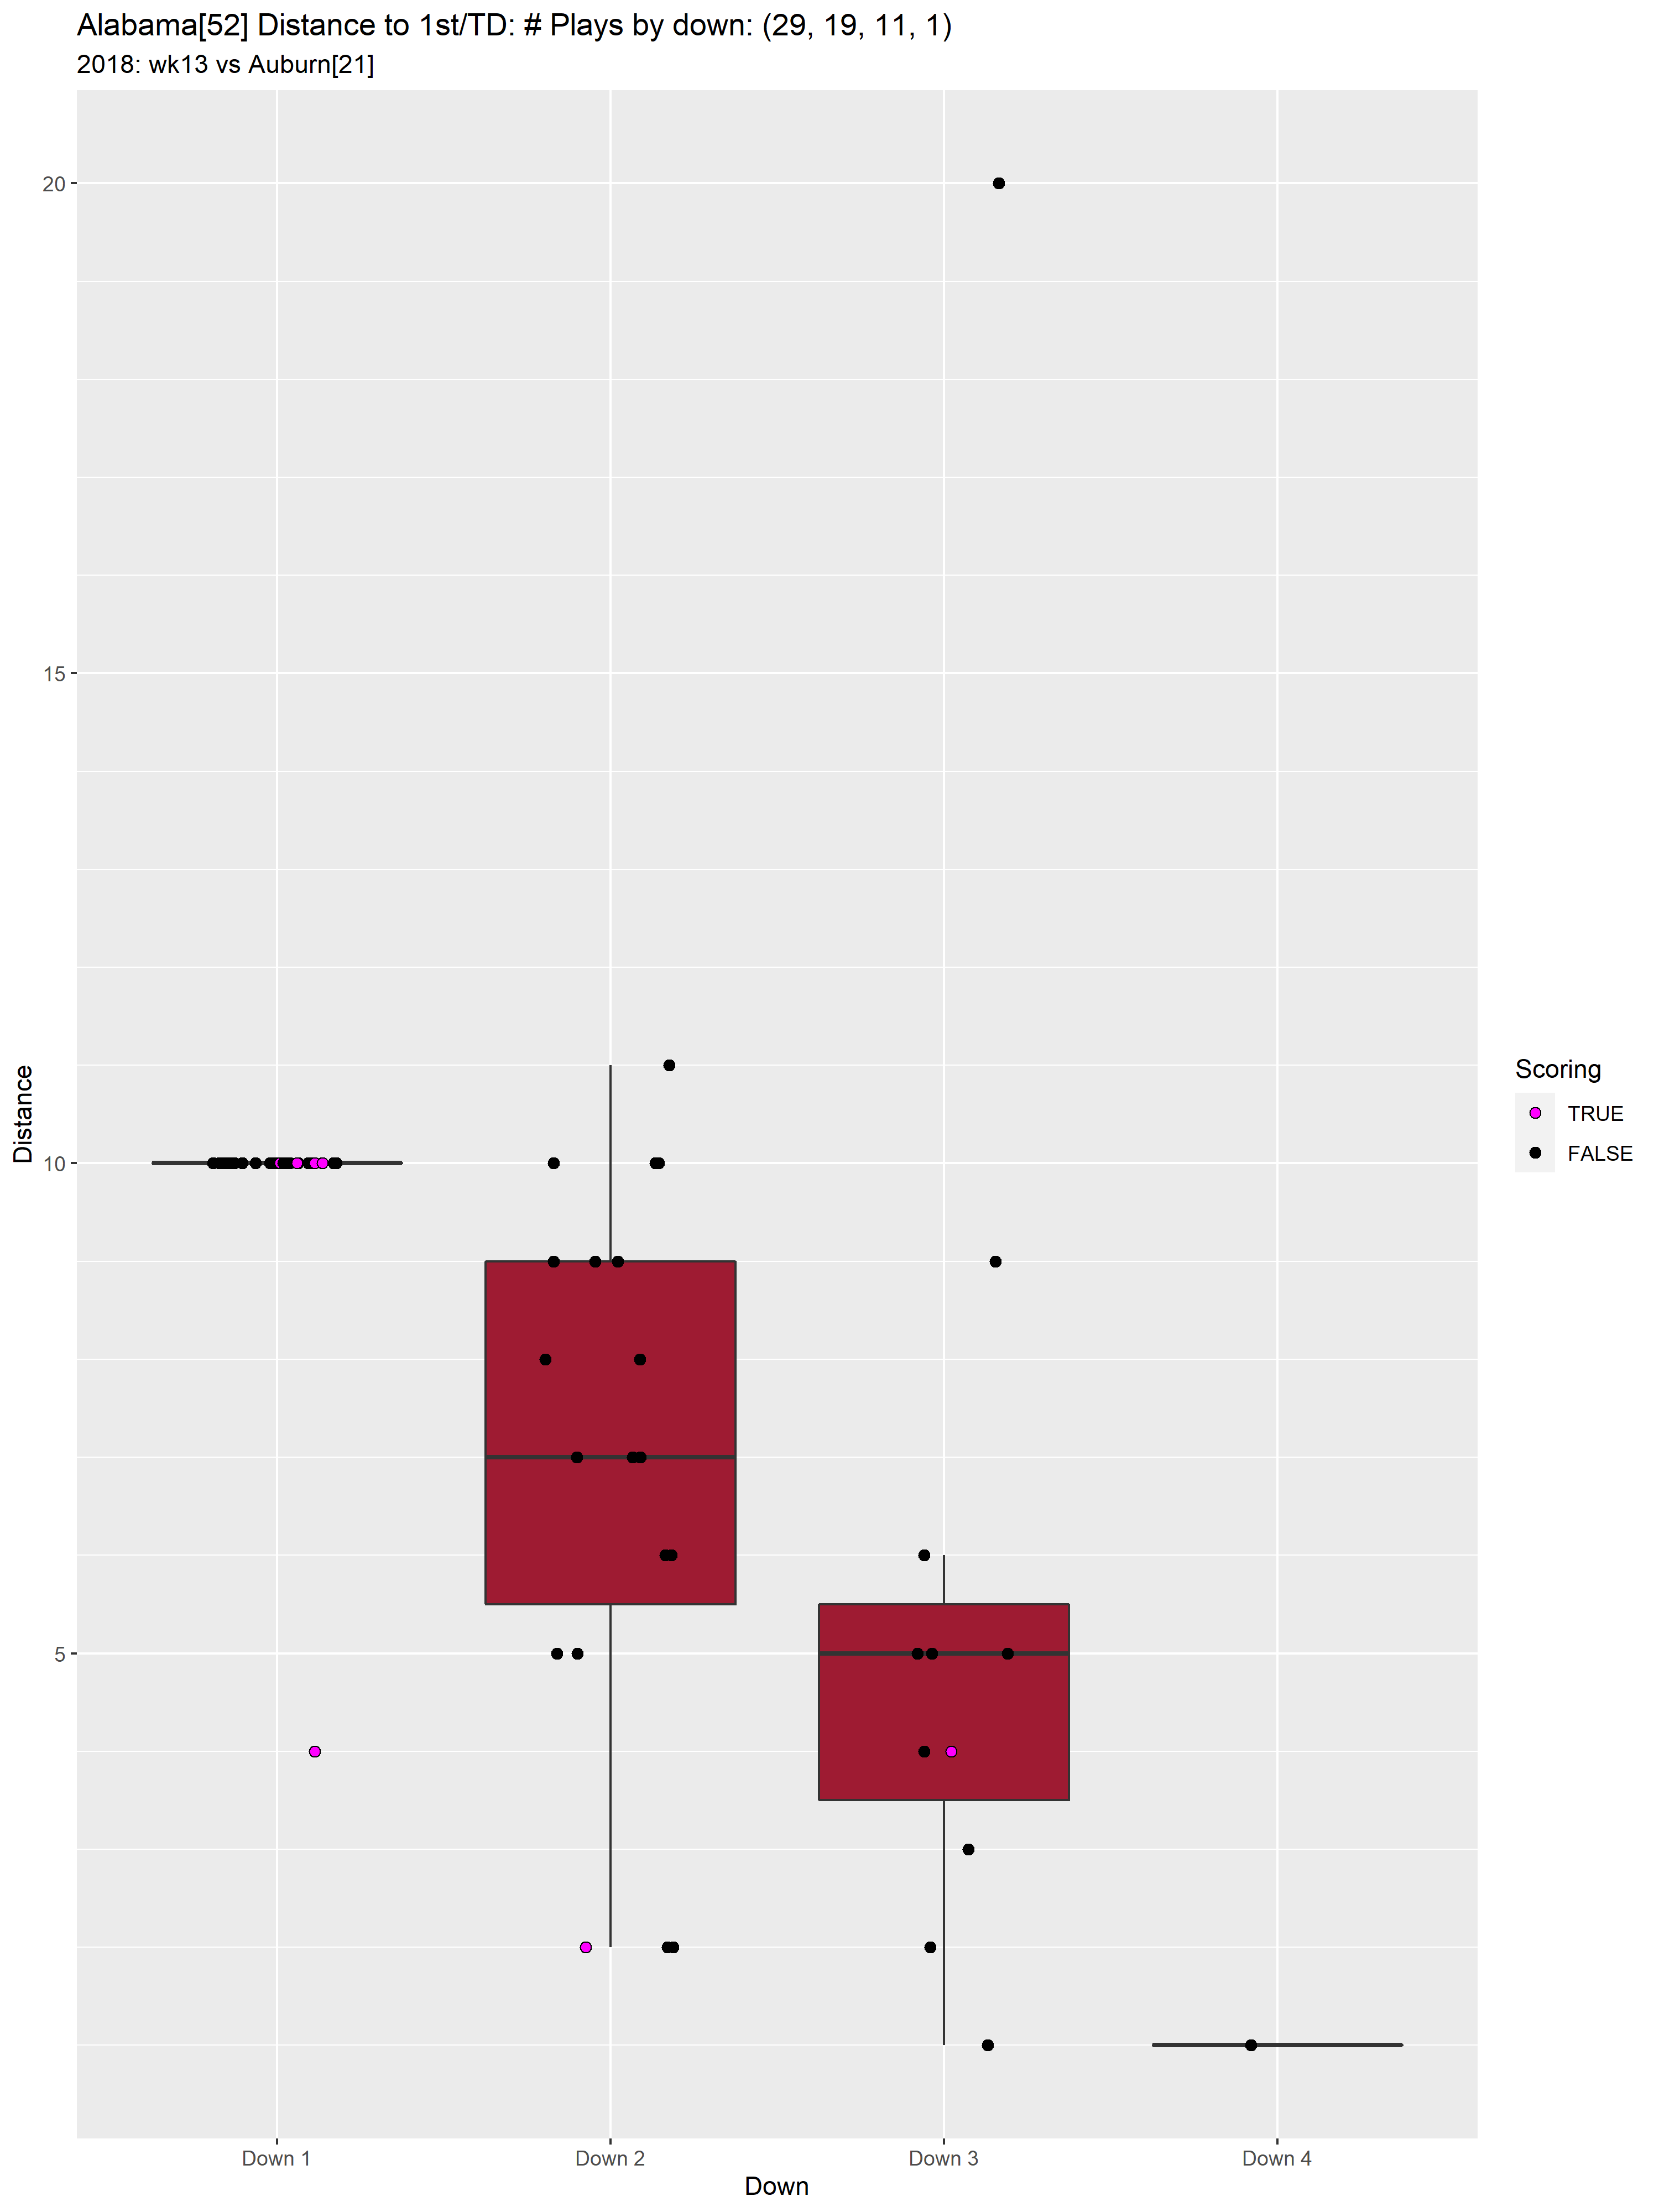 Alabama[52] Distance to 1st/TD: # Plays by down: (29, 19, 11, 1)
2018: wk13 vs Auburn[21]
20
15
10
5
Distance
Down 1
Down 2
Down 3
Down 4
Down
Scoring
TRUE
FALSE